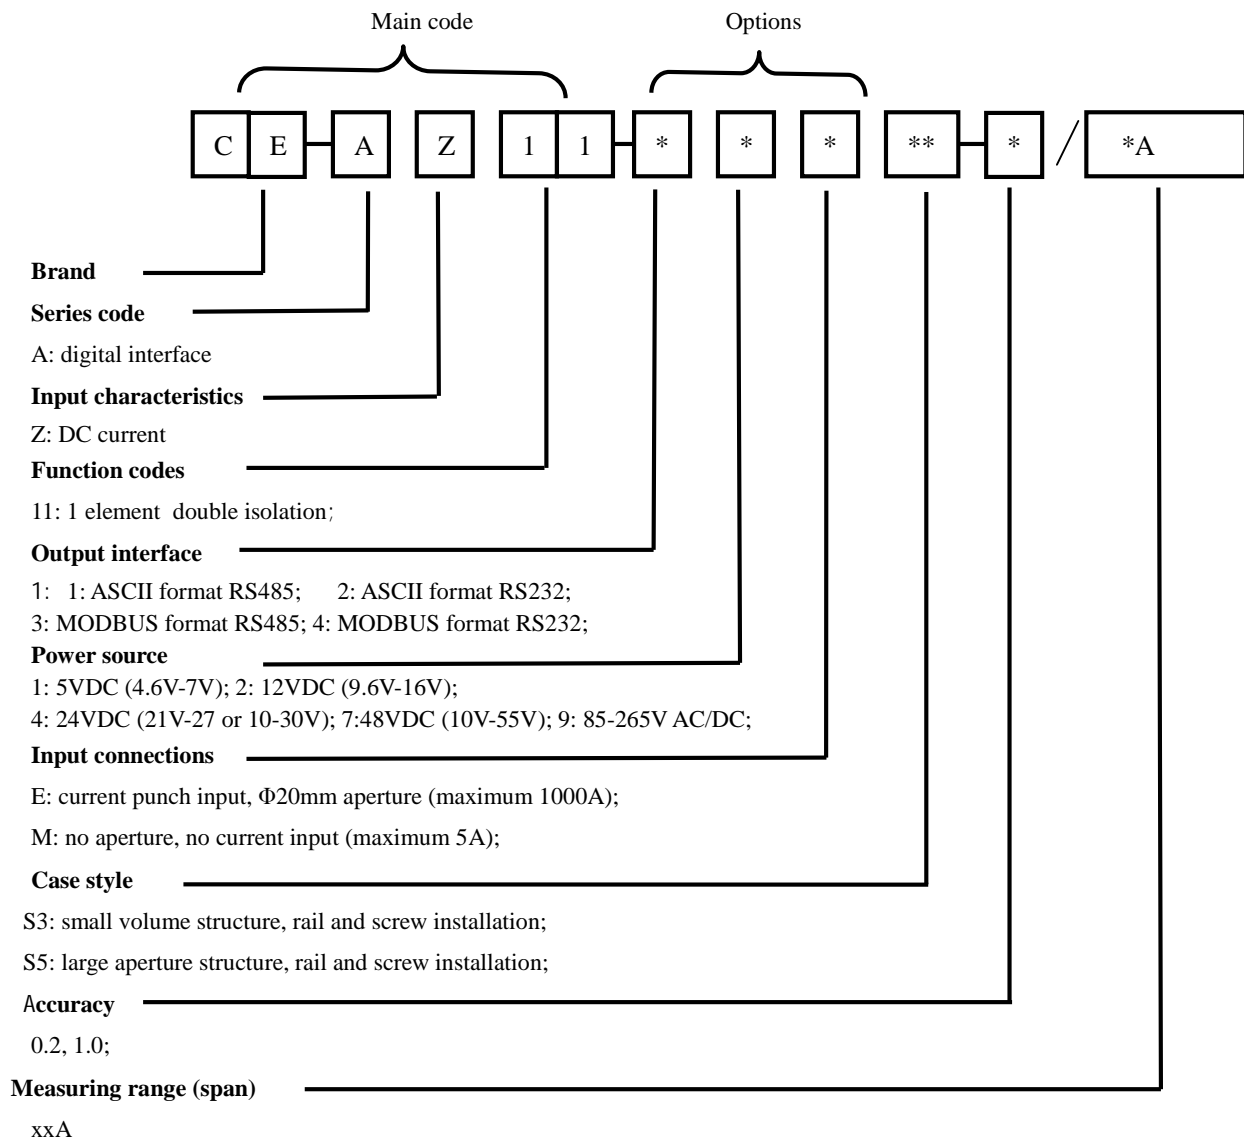 Main code Options
C E A Z 1 1 * * * ** * / *A
Brand
Series code
A: digital interface
Input characteristics
Z: DC current
Function codes
11: 1 element double isolation;
Output interface
1: 1: ASCII format RS485; 2: ASCII format RS232;
3: MODBUS format RS485; 4: MODBUS format RS232;
Power source
1: 5VDC (4.6V-7V); 2: 12VDC (9.6V-16V);
4: 24VDC (21V-27 or 10-30V); 7:48VDC (10V-55V); 9: 85-265V AC/DC;
Input connections
E: current punch input, Φ20mm aperture (maximum 1000A);
M: no aperture, no current input (maximum 5A);
Case style
S3: small volume structure, rail and screw installation;
S5: large aperture structure, rail and screw installation;
Accuracy
0.2, 1.0;
Measuring range (span)
xxA